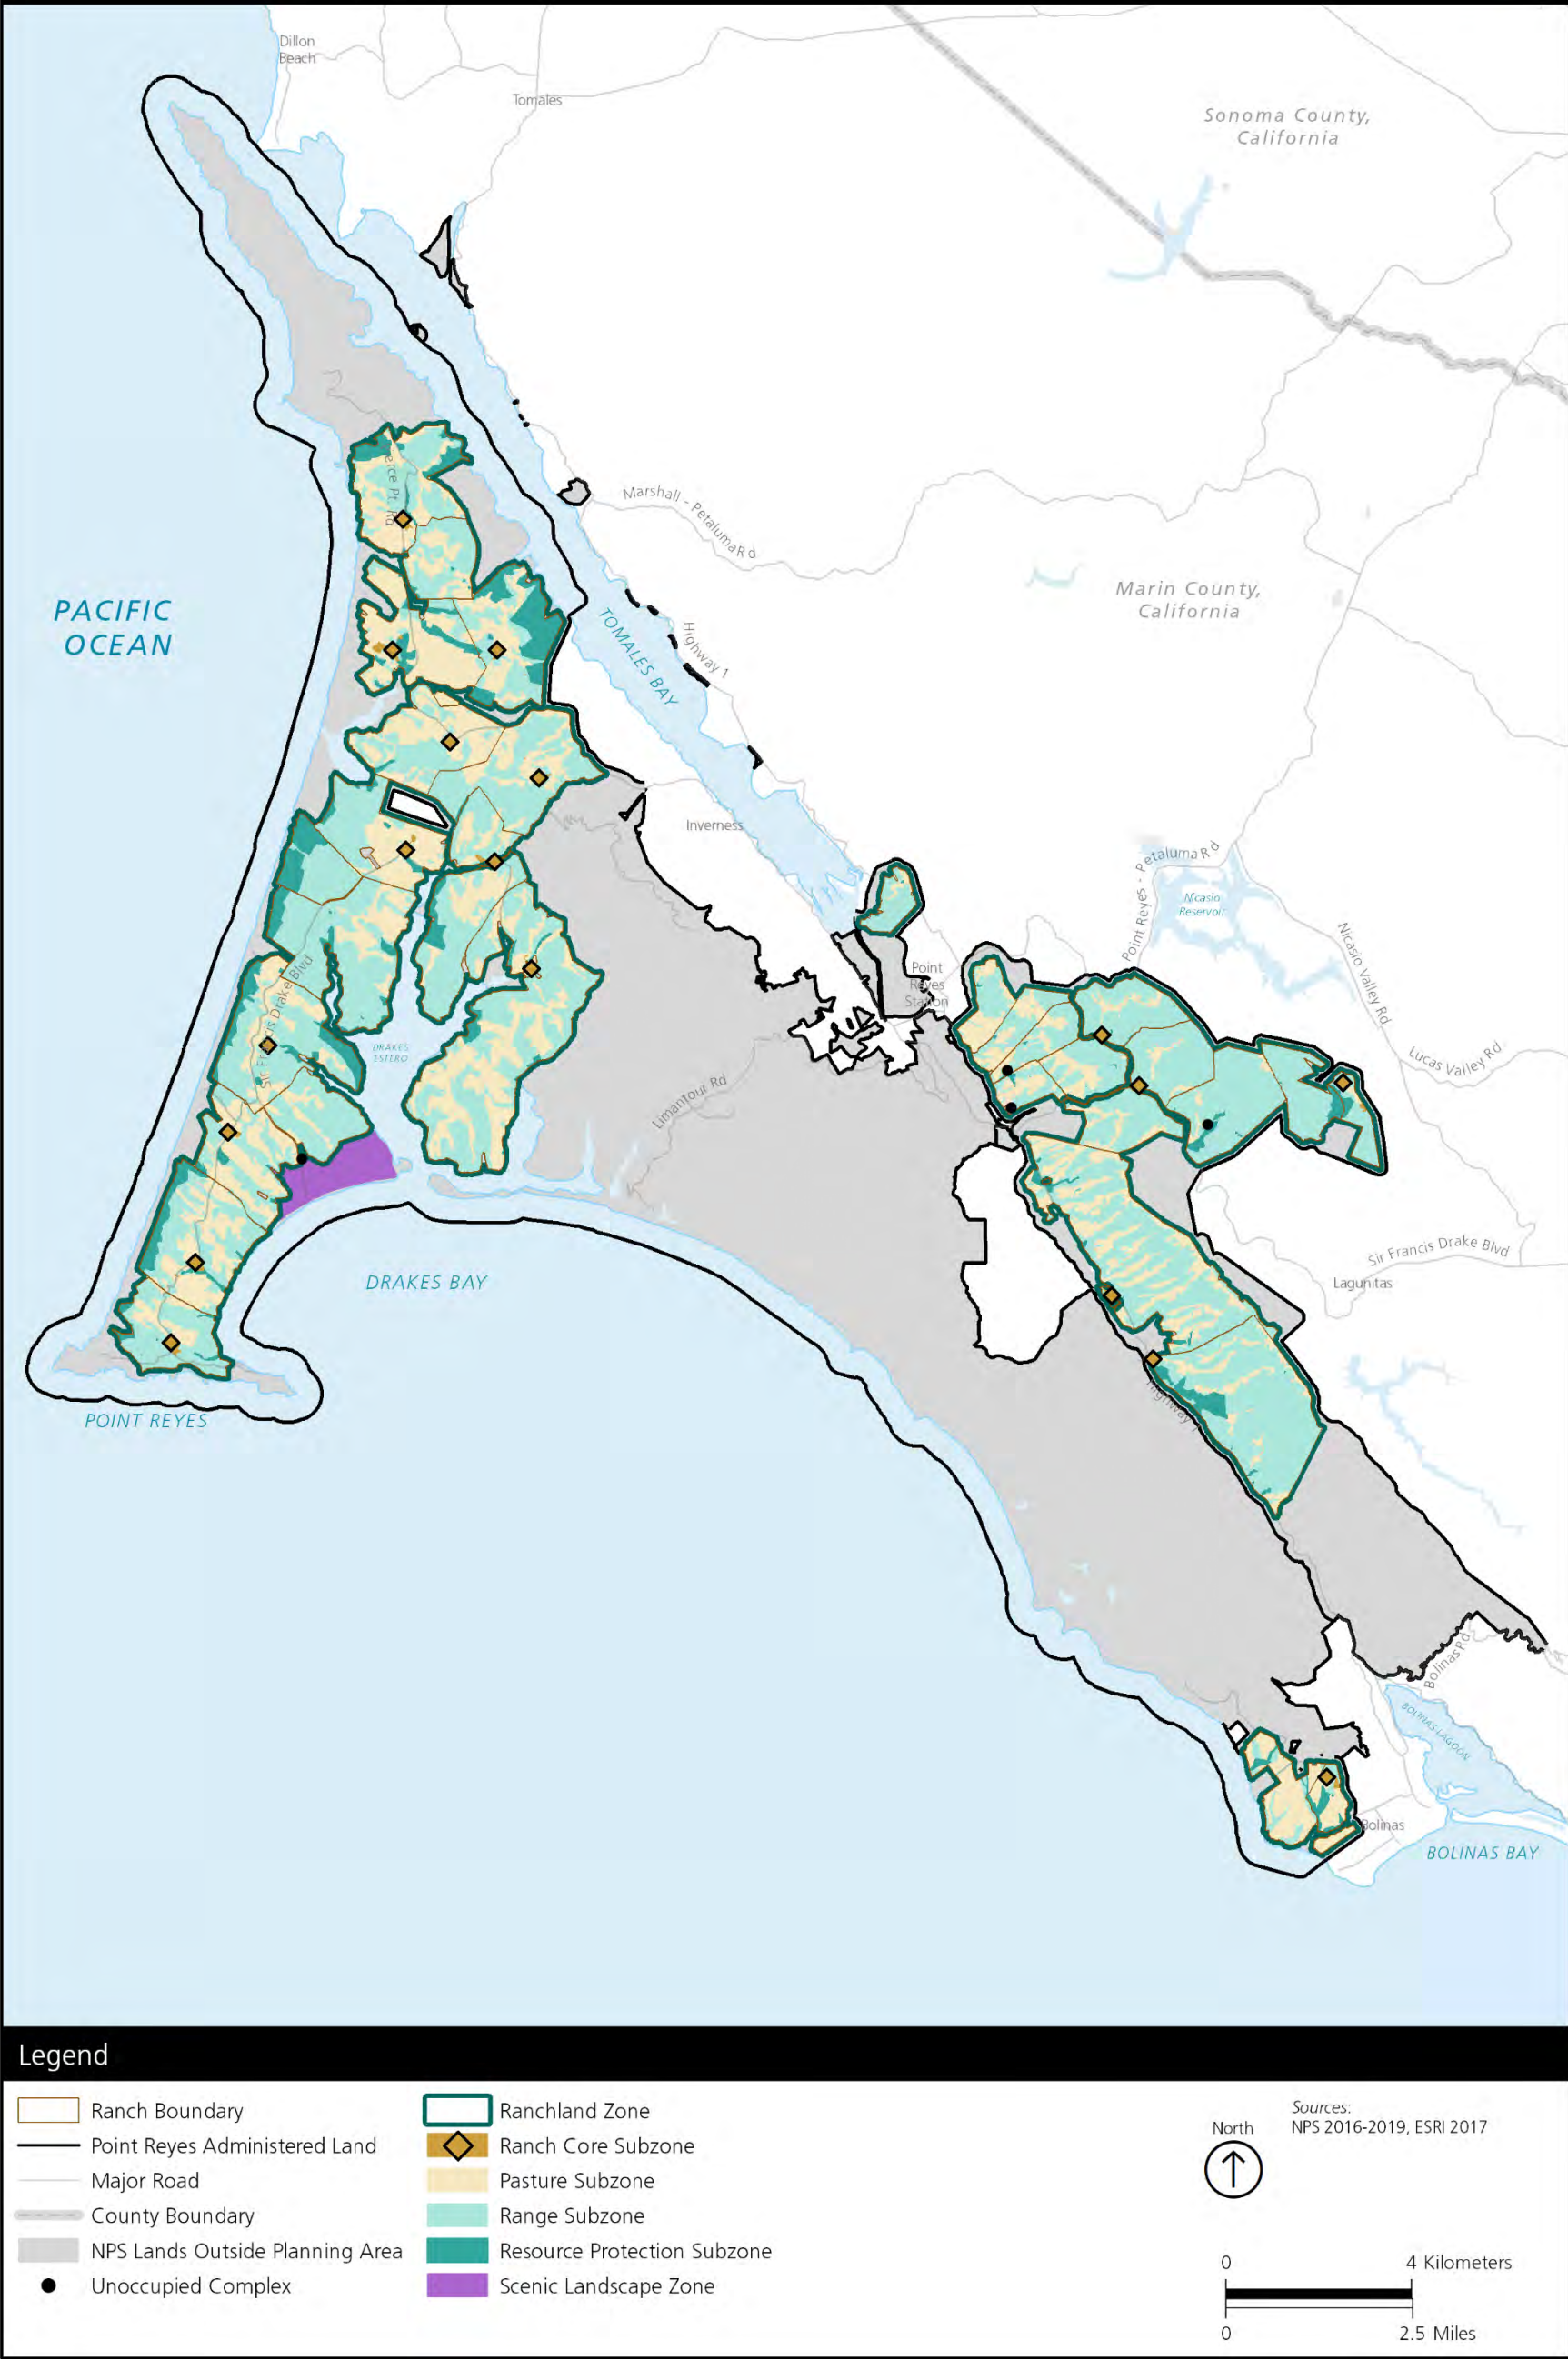 Dillon
Beach
Tomales
Sonoma County,
California
Marshall - Petaluma Rd
erce Pt. Rd
Marin County,
California
PACIFIC
OCEAN
TOMALES BAY
Highway 1
Inverness
Point Reyes - Petaluma Rd
Nicasio
Reservoir
Nicasio Valley Rd
Point
Reyes
Station
Sir Francis Drake Blvd
DRAKES
ESTERO
Lucas Valley Rd
Limantour Rd
Sir Francis Drake Blvd
Lagunitas
DRAKES BAY
POINT REYES
Highway
Bolinas Rd
BOLINAS LAGOON
Bolinas
BOLINAS BAY
Legend
Ranch Boundary
Point Reyes Administered Land
Major Road
County Boundary
NPS Lands Outside Planning Area
Unoccupied Complex
Ranchland Zone
Ranch Core Subzone
Pasture Subzone
Range Subzone
Resource Protection Subzone
Scenic Landscape Zone
North
Sources:
NPS 2016-2019, ESRI 2017
0 4 Kilometers
0 2.5 Miles